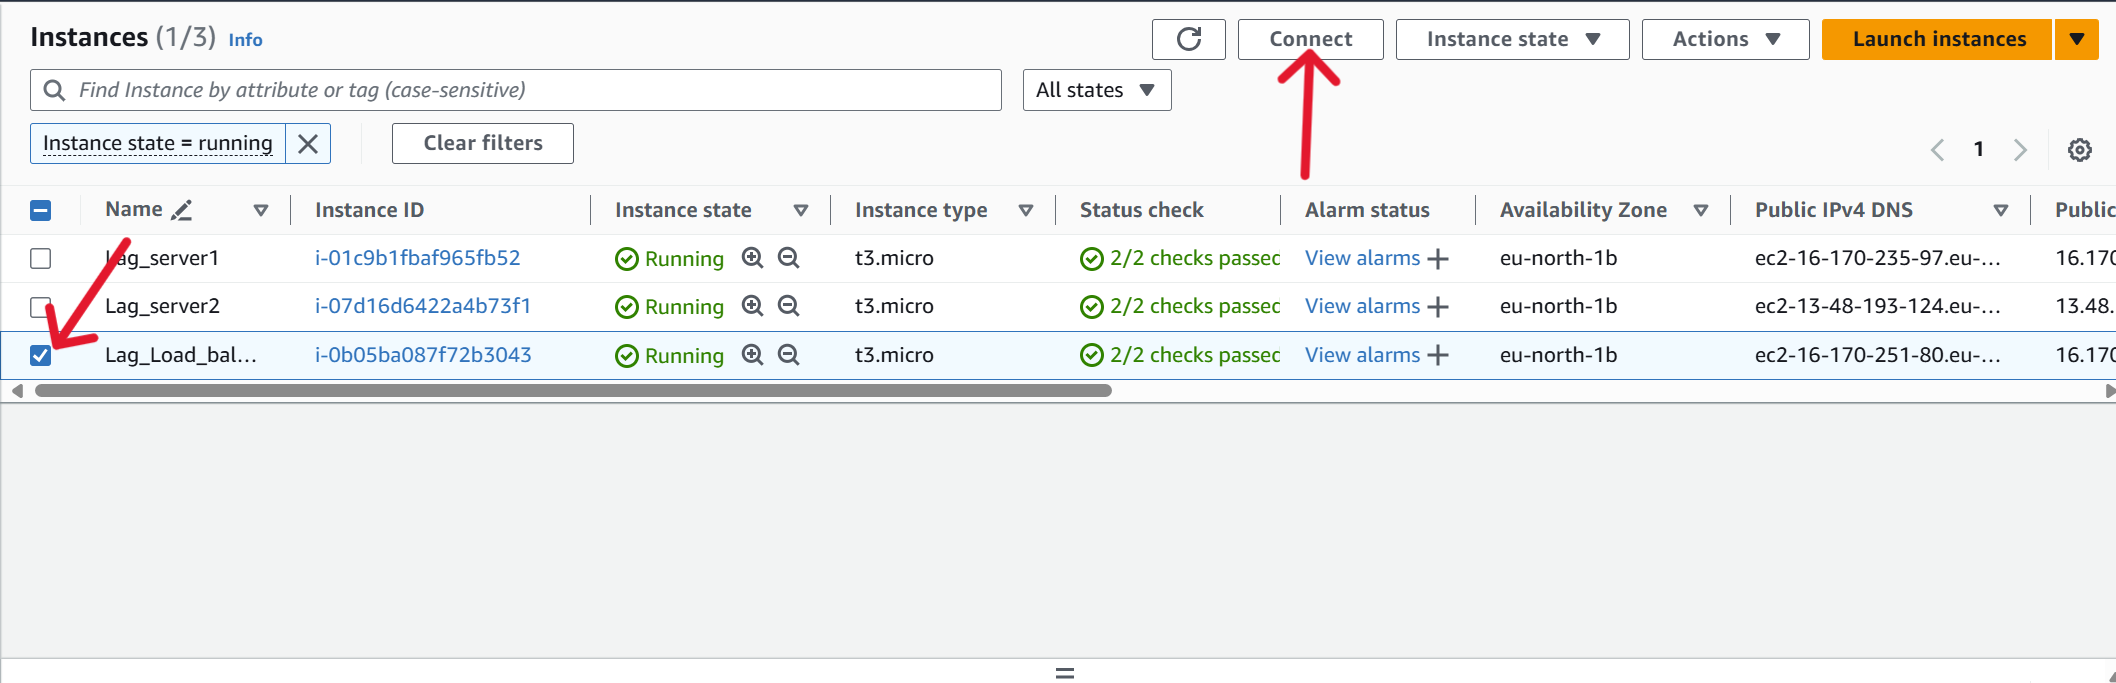 Instances (1/3) Info
Connect
Instance state
Actions
Launch instances
Find Instance by attribute or tag (case-sensitive)
All states
Instance state = running
Clear filters
1
Name Instance ID Instance state Instance type Status check Alarm status Availability Zone Public IPv4 DNS Public
Lag_server1 i-01c9b1fbaf965fb52 Running t3.micro 2/2 checks passed View alarms eu-north-1b ec2-16-170-235-97.eu-... 16.170
Lag_server2 i-07d16d6422a4b73f1 Running t3.micro 2/2 checks passed View alarms eu-north-1b ec2-13-48-193-124.eu-... 13.48.
Lag_Load_bal... i-0b05ba087f72b3043 Running t3.micro 2/2 checks passed View alarms eu-north-1b ec2-16-170-251-80.eu-... 16.170